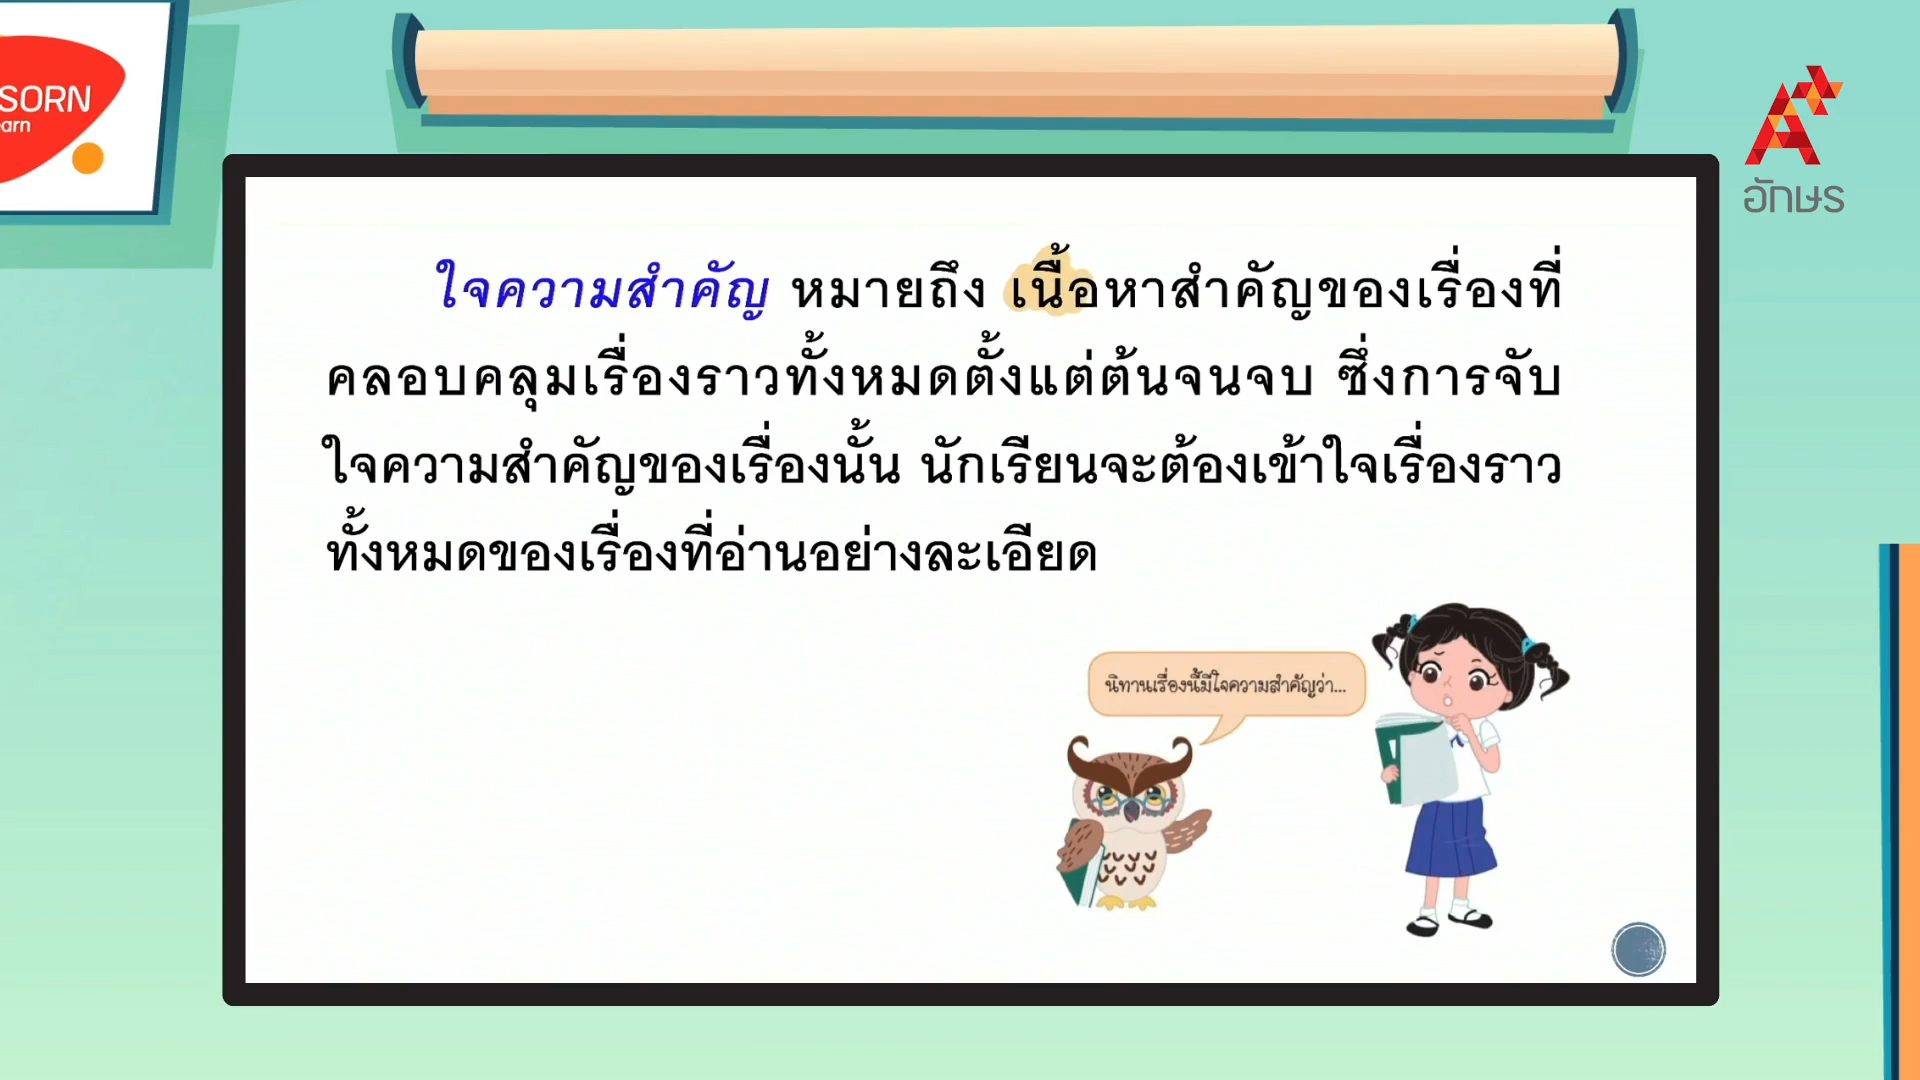 SORN
earn
อักษร
ใจความสำคัญ หมายถึง เนื้อหาสำคัญของเรื่องที่
คลอบคลุมเรื่องราวทั้งหมดตั้งแต่ต้นจนจบ ซึ่งการจับ
ใจความสำคัญของเรื่องนั้น นักเรียนจะต้องเข้าใจเรื่องราว
ทั้งหมดของเรื่องที่อ่านอย่างละเอียด
นิทานเรื่องนี้มีใจความสำคัญว่า...